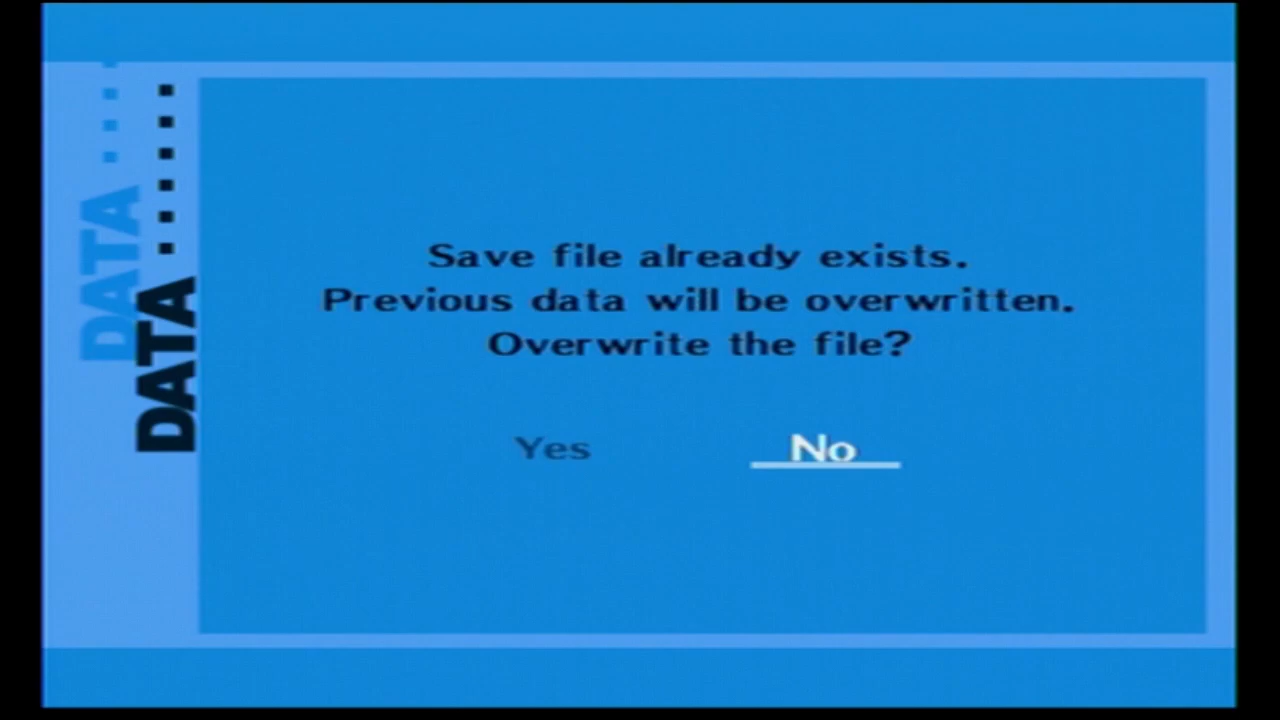 DATA ......
DATA ....
Save file already exists.
Previous data will be overwritten.
Overwrite the file?
Yes No